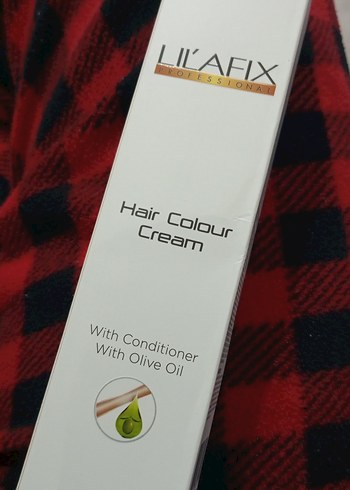 LIL'AFIX
PROFESSIONAL
Hair Colour
Cream
With Conditioner
With Olive Oil